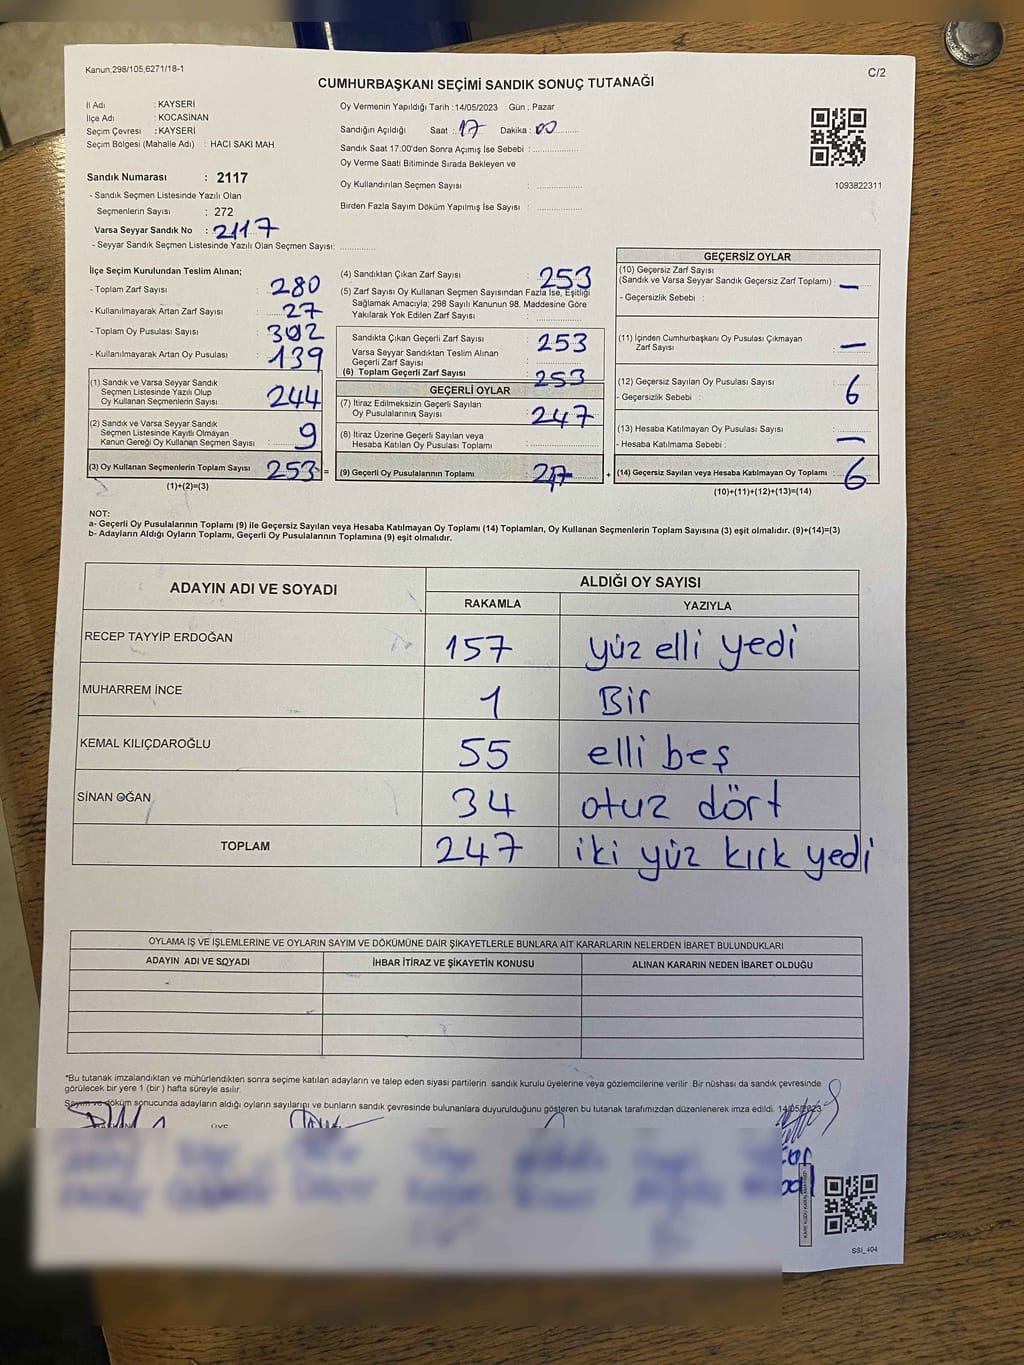 Kanun.298/105,6271/18-1
C/2
CUMHURBAŞKANI SEÇİMİ SANDIK SONUÇ TUTANAĞI
İl Adı : KAYSERİ
İlçe Adı : KOCASİNAN
Seçim Çevresi : KAYSERİ
Seçim Bölgesi (Mahalle Adı) : HACI SAKİ MAH.
Sandık Numarası : 2117
- Sandık Seçmen Listesinde Yazılı Olan
Seçmenlerin Sayısı : 272
Varsa Seyyar Sandık No : 2117
- Seyyar Sandık Seçmen Listesinde Yazılı Olan Seçmen Sayısı:
Oy Vermenin Yapıldığı Tarih :14/05/2023 Gün : Pazar
Sandığın Açıldığı Saat : 17 Dakika : 00
Sandık Saat 17:00'den Sonra Açımış İse Sebebi :
Oy Verme Saati Bitiminde Sırada Bekleyen ve
Oy Kullandırılan Seçmen Sayısı :
Birden Fazla Sayım Döküm Yapılmış İse Sayısı :
1093822311
İlçe Seçim Kurulundan Teslim Alınan;
- Toplam Zarf Sayısı : 280
- Kullanılmayarak Artan Zarf Sayısı : 27
- Toplam Oy Pusulası Sayısı : 392
- Kullanılmayarak Artan Oy Pusulası : 139
(1) Sandık ve Varsa Seyyar Sandık
Seçmen Listesinde Yazılı Olup
Oy Kullanan Seçmenlerin Sayısı : 244
(2) Sandık ve Varsa Seyyar Sandık
Seçmen Listesinde Kayıtlı Olmayan
Kanun Gereği Oy Kullanan Seçmen Sayısı : 9
(3) Oy Kullanan Seçmenlerin Toplam Sayısı : 253 =
(1)+(2)=(3)
(4) Sandıktan Çıkan Zarf Sayısı : 253
(5) Zarf Sayısı Oy Kullanan Seçmen Sayısından Fazla İse, Eşitliği
Sağlamak Amacıyla; 298 Sayılı Kanunun 98. Maddesine Göre
Yakılarak Yok Edilen Zarf Sayısı :
Sandıkta Çıkan Geçerli Zarf Sayısı : 253
Varsa Seyyar Sandıktan Teslim Alınan
Geçerli Zarf Sayısı :
(6) Toplam Geçerli Zarf Sayısı : 253
GEÇERLİ OYLAR
(7) İtiraz Edilmeksizin Geçerli Sayılan
Oy Pusulalarının Sayısı : 247
(8) İtiraz Üzerine Geçerli Sayılan veya
Hesaba Katılan Oy Pusulası Toplamı :
(9) Geçerli Oy Pusulalarının Toplamı : 247 +
GEÇERSİZ OYLAR
(10) Geçersiz Zarf Sayısı
(Sandık ve Varsa Seyyar Sandık Geçersiz Zarf Toplamı) : —
- Geçersizlik Sebebi :
(11) İçinden Cumhurbaşkanı Oy Pusulası Çıkmayan
Zarf Sayısı : —
(12) Geçersiz Sayılan Oy Pusulası Sayısı : 6
- Geçersizlik Sebebi :
(13) Hesaba Katılmayan Oy Pusulası Sayısı : —
- Hesaba Katılmama Sebebi :
(14) Geçersiz Sayılan veya Hesaba Katılmayan Oy Toplamı : 6
(10)+(11)+(12)+(13)=(14)
NOT:
a- Geçerli Oy Pusulalarının Toplamı (9) ile Geçersiz Sayılan veya Hesaba Katılmayan Oy Toplamı (14) Toplamları, Oy Kullanan Seçmenlerin Toplam Sayısına (3) eşit olmalıdır. (9)+(14)=(3)
b- Adayların Aldığı Oyların Toplamı, Geçerli Oy Pusulalarının Toplamına (9) eşit olmalıdır.
ADAYIN ADI VE SOYADI
ALDIĞI OY SAYISI
RAKAMLA YAZIYLA
RECEP TAYYİP ERDOĞAN 157 yüz elli yedi
MUHARREM İNCE 1 Bir
KEMAL KILIÇDAROĞLU 55 elli beş
SİNAN OĞAN 34 otuz dört
TOPLAM 247 iki yüz kırk yedi
OYLAMA İŞ VE İŞLEMLERİNE VE OYLARIN SAYIM VE DÖKÜMÜNE DAİR ŞİKAYETLERLE BUNLARA AİT KARARLARIN NELERDEN İBARET BULUNDUKLARI
ADAYIN ADI VE SOYADI İHBAR İTİRAZ VE ŞİKAYETİN KONUSU ALINAN KARARIN NEDEN İBARET OLDUĞU
*Bu tutanak imzalandıktan ve mühürlendikten sonra seçime katılan adayların ve talep eden siyasi partilerin sandık kurulu üyelerine veya gözlemcilerine verilir. Bir nüshası da sandık çevresinde
görülecek bir yere 1 (bir) hafta süreyle asılır.
Sayım ve döküm sonucunda adayların aldığı oyların sayılarını ve bunların sandık çevresinde bulunanlara duyurulduğunu gösteren bu tutanak tarafımızdan düzenlenerek imza edildi. 14/05/2023
ÜYE
SSI_404